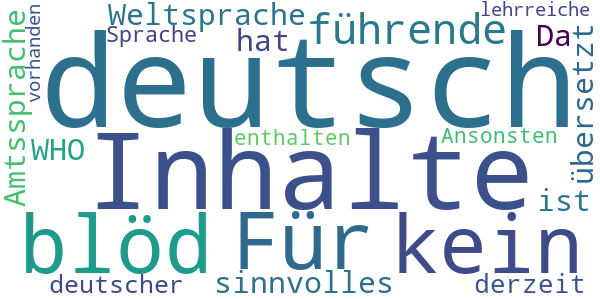 Weltsprache
lehrreiche
Sprache
hat
führende
Da
vorhanden
Amtssprache
deutsch
übersetzt
WHO
enthalten
Ansonsten
Inhalte
ist
blöd
Für
kein
deutscher
sinnvolles
derzeit